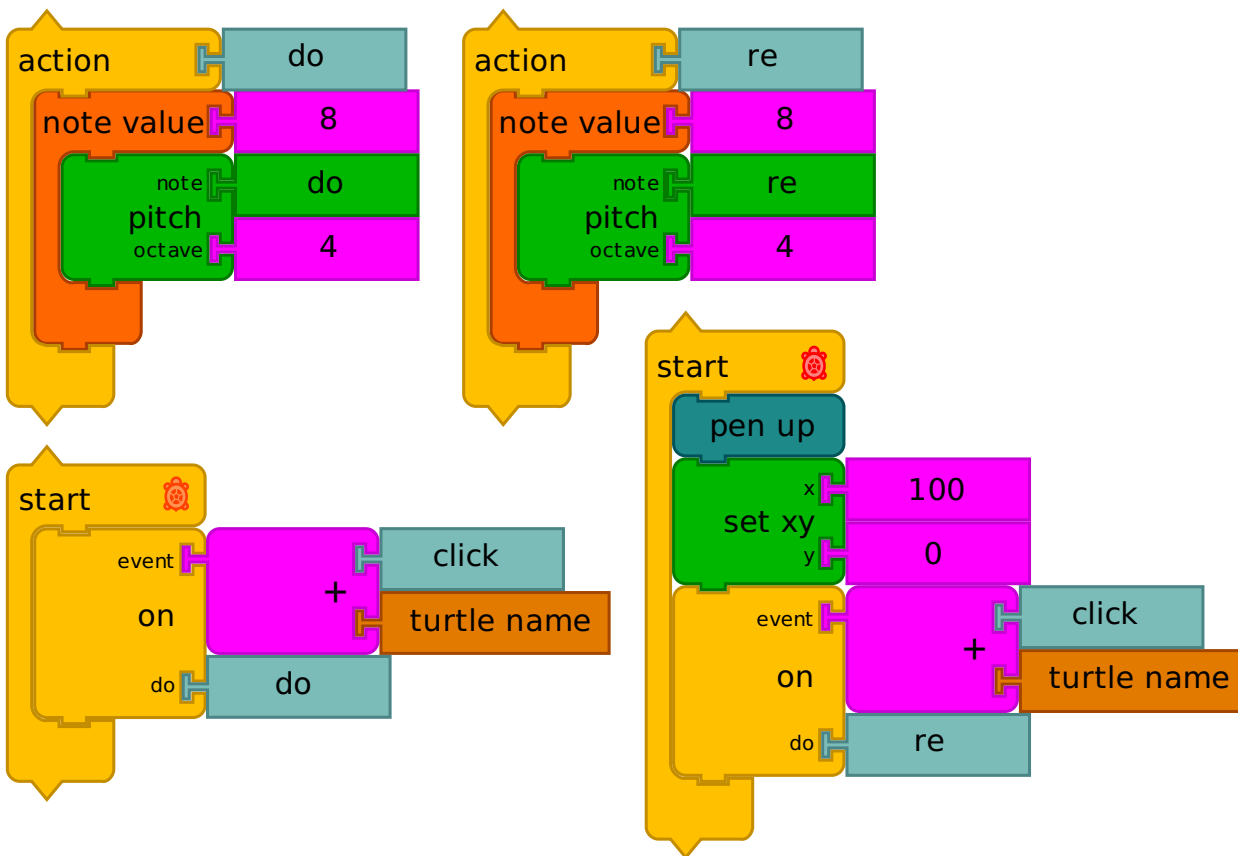 action do
note value 8
note do
pitch
octave 4
action re
note value 8
note re
pitch
octave 4
start
event click
+
on turtle name
do do
start
pen up
x 100
set xy
y 0
event click
+
on turtle name
do re